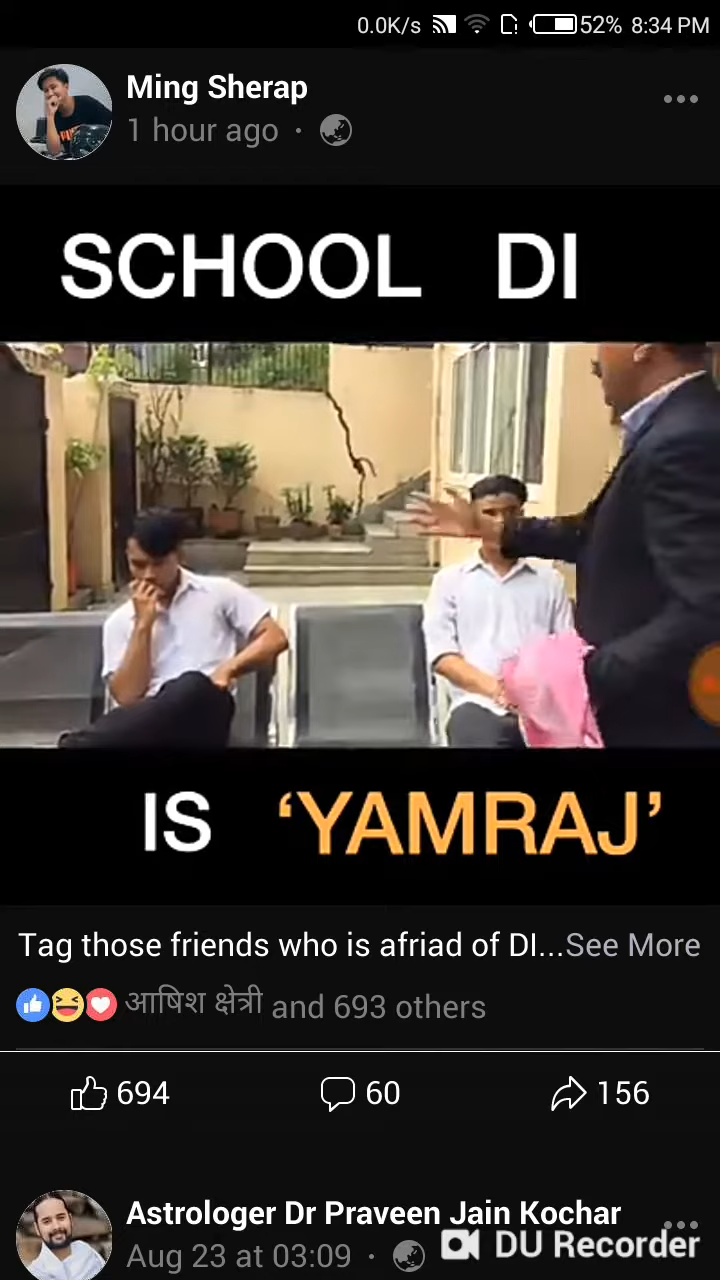 0.0K/s 52% 8:34 PM
Ming Sherap
1 hour ago ·
SCHOOL DI
IS ‘YAMRAJ’
Tag those friends who is afriad of DI...See More
आषिश क्षेत्री and 693 others
694 60 156
Astrologer Dr Praveen Jain Kochar
Aug 23 at 03:09 ·
DU Recorder